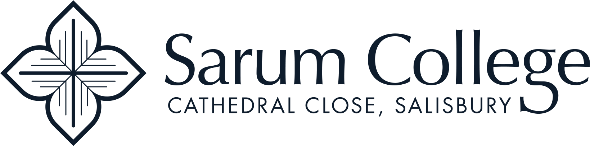 Sarum College
CATHEDRAL CLOSE, SALISBURY